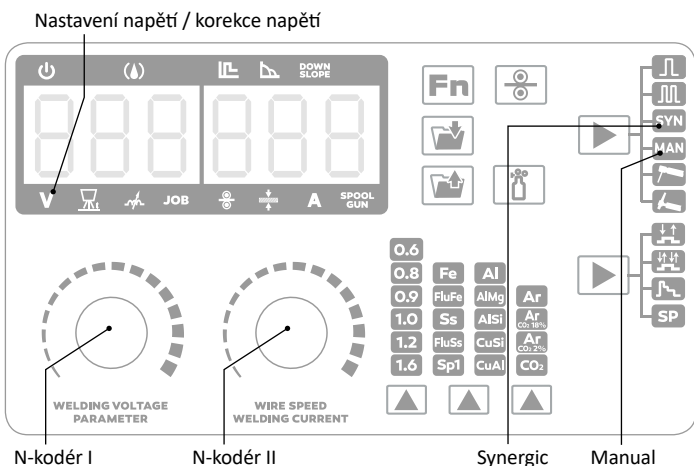 Nastavení napětí / korekce napětí
DOWN
SLOPE
Fn
888 888
SYN
MAN
V JOB A SPOOL
GUN
0.6
0.8 Fe Al
0.9 FluFe AlMg Ar
1.0 Ss AlSi Ar
CO₂ 18%
1.2 FluSs CuSi Ar
CO₂ 2%
1.6 Sp1 CuAl CO₂
SP
WELDING VOLTAGE
PARAMETER
WIRE SPEED
WELDING CURRENT
N-kodér I
N-kodér II
Synergic
Manual